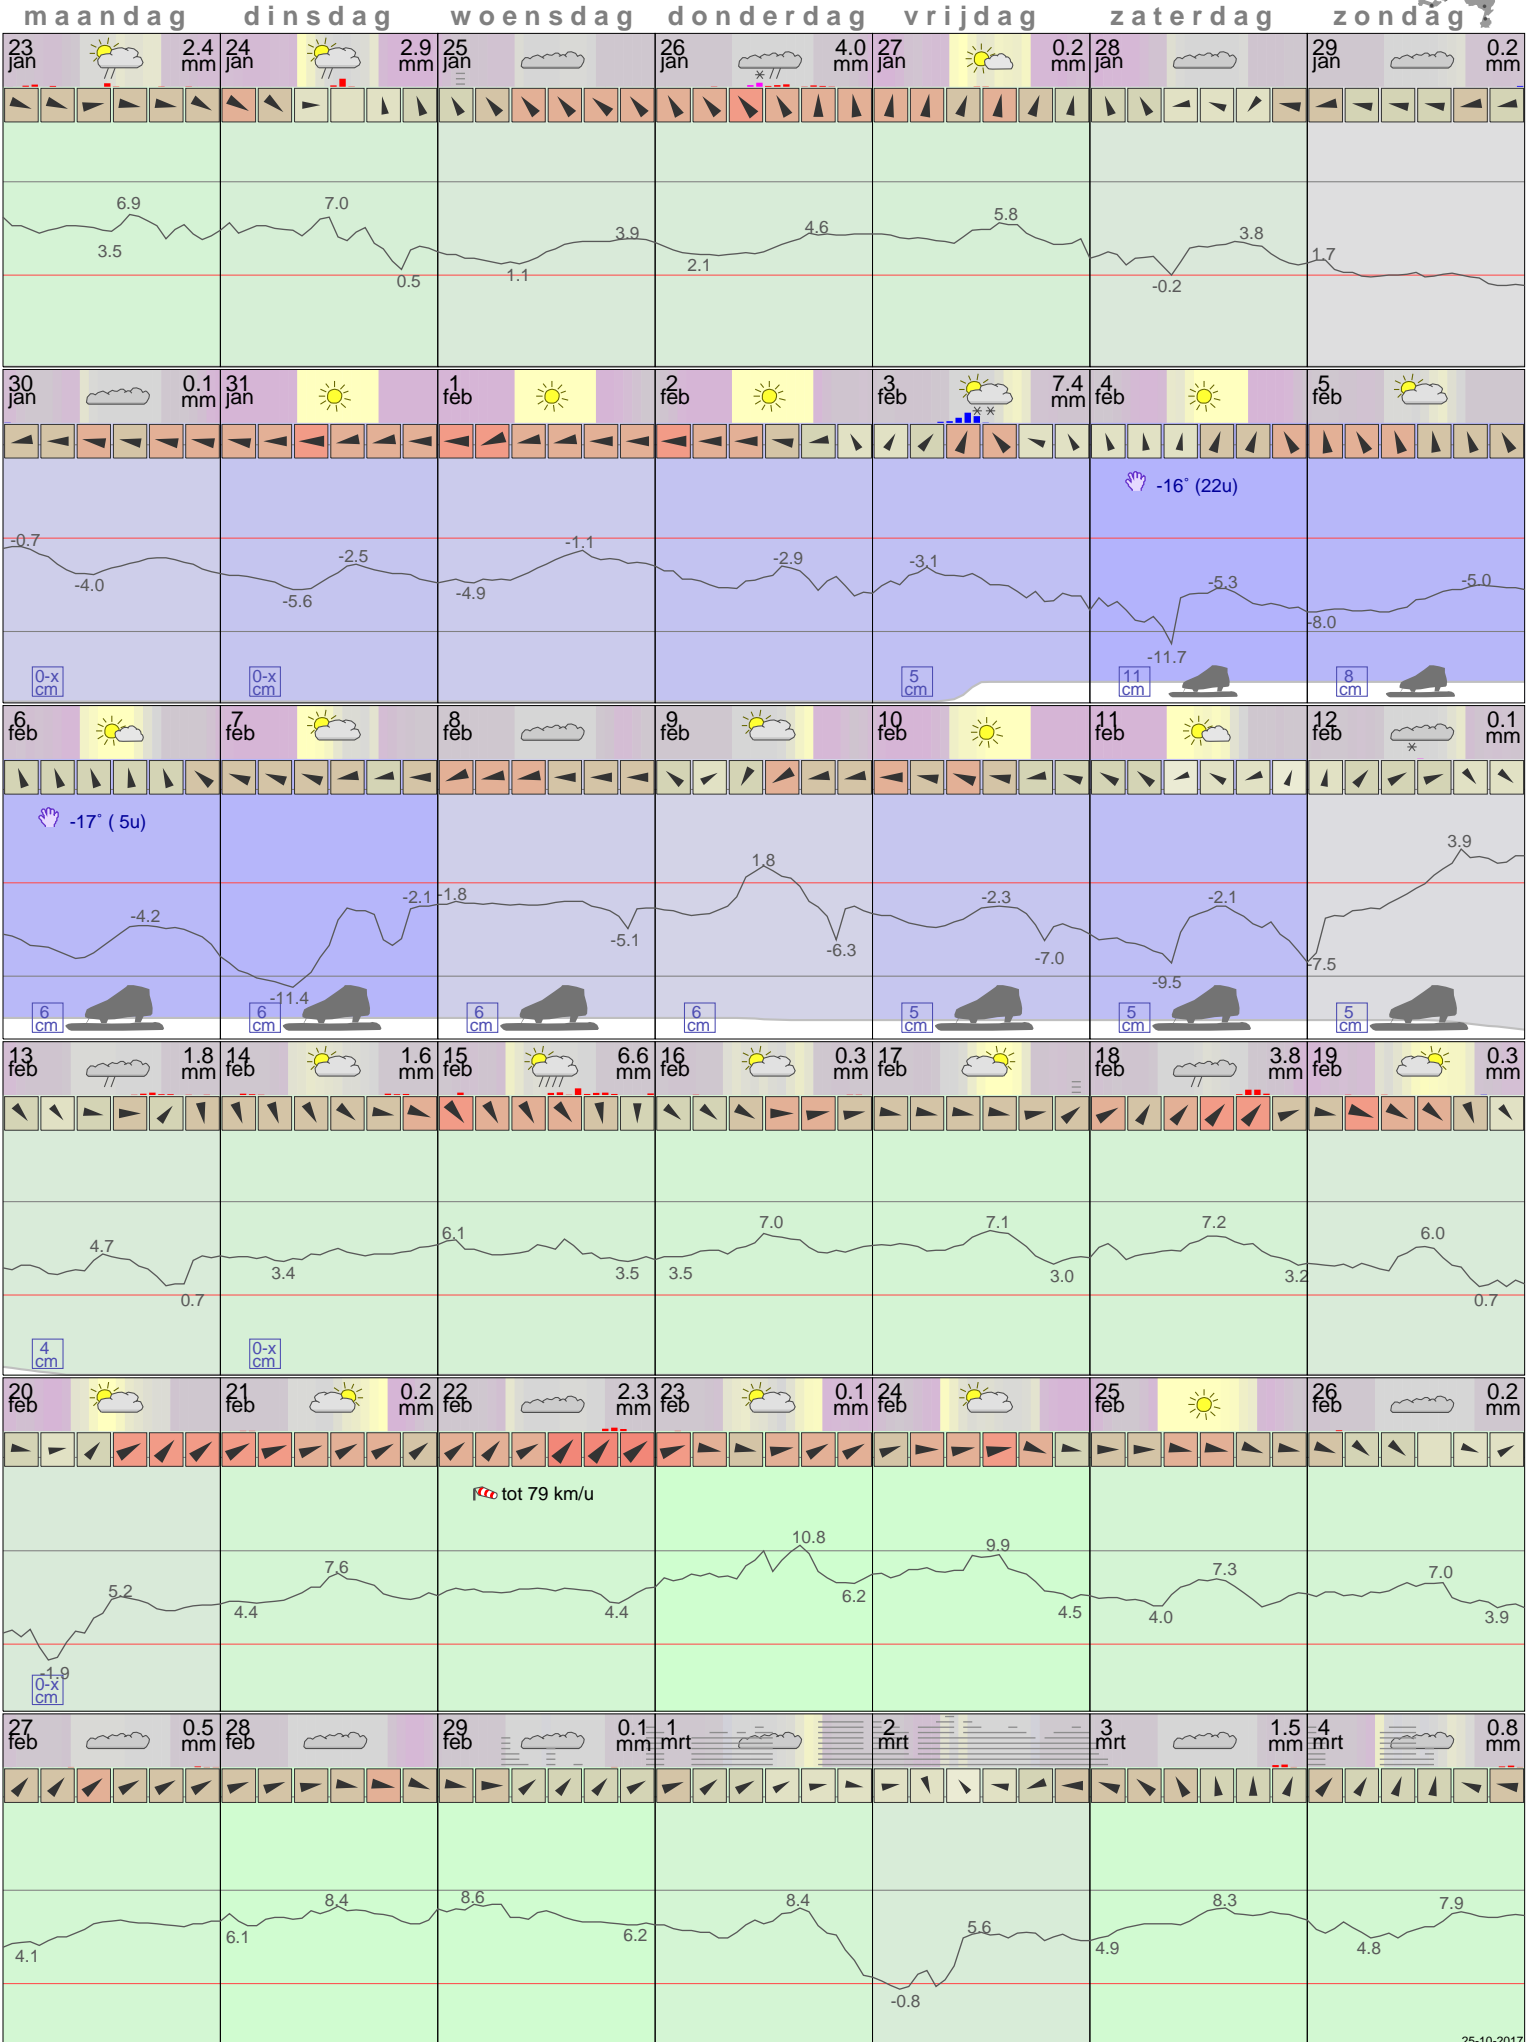 maandag dinsdag woensdag donderdag vrijdag zaterdag zondag
23 jan 2.4 mm 24 jan 2.9 mm 25 jan 26 jan 4.0 mm 27 jan 0.2 mm 28 jan 29 jan 0.2 mm
6.9 3.5 7.0 0.5 1.1 3.9 2.1 4.6 5.8 -0.2 3.8 1.7
30 jan 0.1 mm 31 jan 1 feb 2 feb 3 feb 7.4 mm 4 feb 5 feb
-16° (22u)
-0.7 -4.0 -5.6 -2.5 -4.9 -1.1 -2.9 -3.1 -11.7 -5.3 -8.0 -5.0
0-x cm 0-x cm 5 cm 11 cm 8 cm
6 feb 7 feb 8 feb 9 feb 10 feb 11 feb 12 feb 0.1 mm
-17° ( 5u)
-4.2 -11.4 -2.1 -1.8 -5.1 1.8 -6.3 -2.3 -7.0 -9.5 -2.1 -7.5 3.9
6 cm 6 cm 6 cm 6 cm 5 cm 5 cm 5 cm
13 feb 1.8 mm 14 feb 1.6 mm 15 feb 6.6 mm 16 feb 0.3 mm 17 feb 18 feb 3.8 mm 19 feb 0.3 mm
4.7 0.7 3.4 6.1 3.5 3.5 7.0 7.1 3.0 7.2 3.2 6.0 0.7
4 cm 0-x cm
20 feb 21 feb 0.2 mm 22 feb 2.3 mm 23 feb 0.1 mm 24 feb 25 feb 26 feb 0.2 mm
tot 79 km/u
-1.9 5.2 4.4 7.6 4.4 10.8 6.2 9.9 4.5 4.0 7.3 7.0 3.9
0-x cm
27 feb 0.5 mm 28 feb 29 feb 0.1 mm 1 mrt 2 mrt 3 mrt 1.5 mm 4 mrt 0.8 mm
4.1 6.1 8.4 8.6 6.2 8.4 -0.8 5.6 4.9 8.3 4.8 7.9
25-10-2017